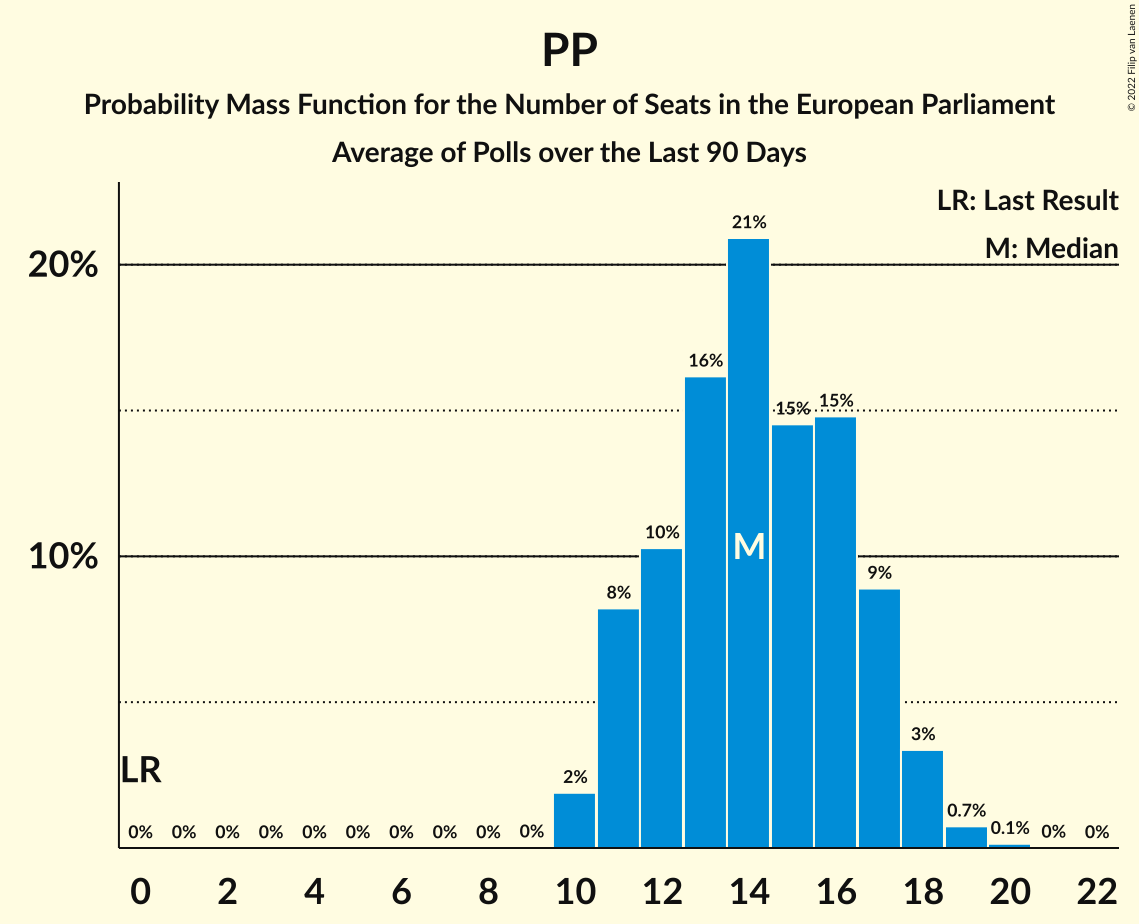 PP
Probability Mass Function for the Number of Seats in the European Parliament
Average of Polls over the Last 90 Days
© 2022 Filip van Laenen
LR: Last Result
M: Median
20%
10%
LR
M
0%
0%
0%
0%
0%
0%
0%
0%
0%
0%
2%
8%
10%
16%
21%
15%
15%
9%
3%
0.7%
0.1%
0%
0%
0 2 4 6 8 10 12 14 16 18 20 22